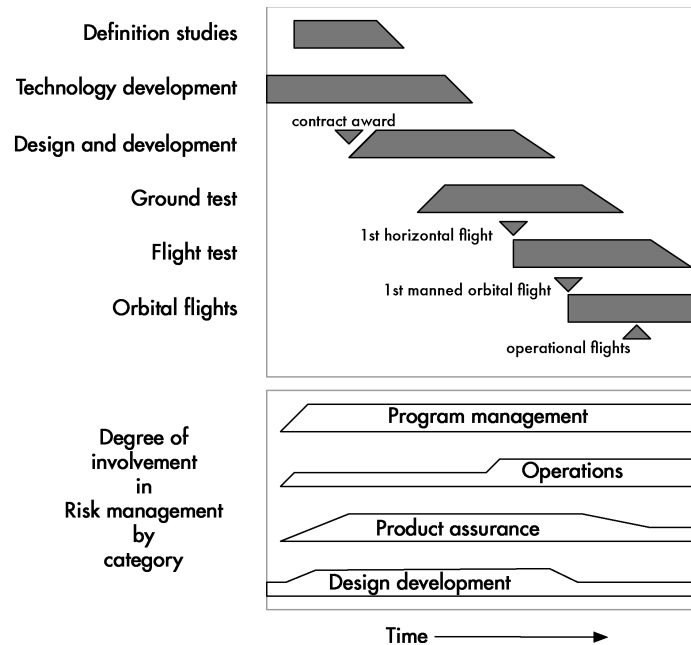 Definition studies
Technology development
contract award
Design and development
Ground test
1st horizontal flight
Flight test
1st manned orbital flight
Orbital flights
operational flights
Program management
Degree of
involvement
in
Risk management
by
category
Operations
Product assurance
Design development
Time